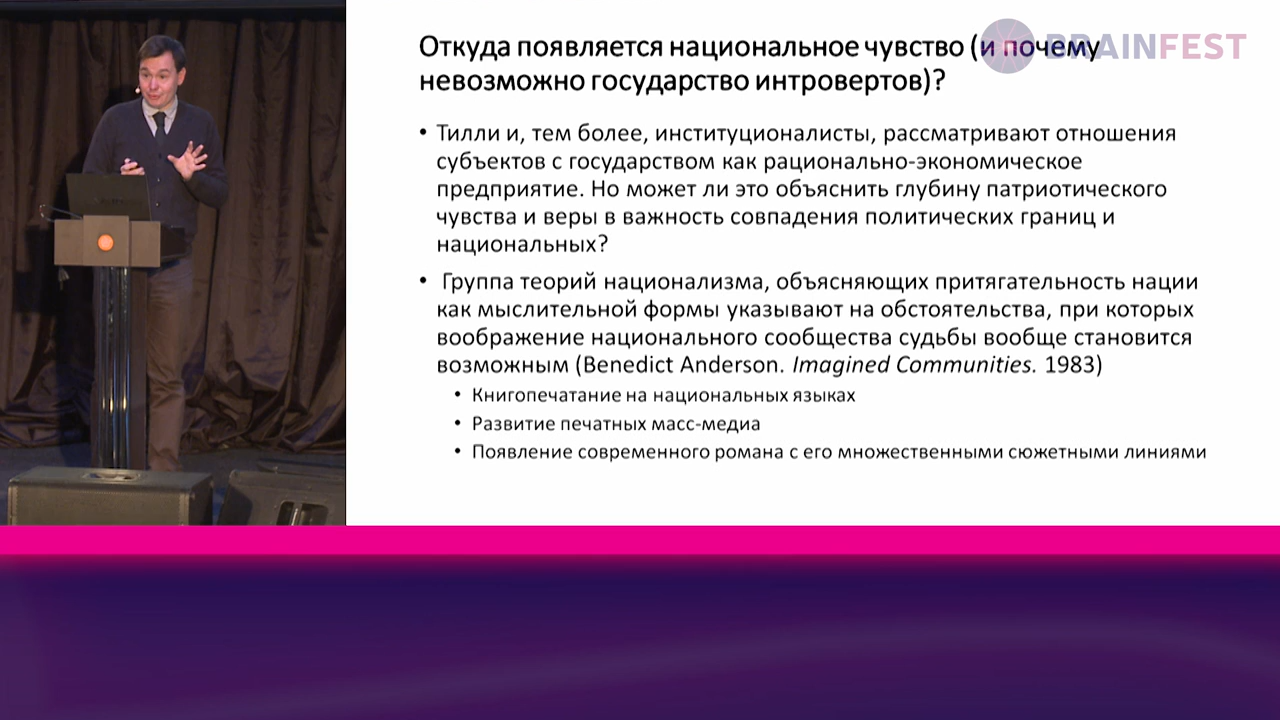 BRAINFEST
Откуда появляется национальное чувство (и почему
невозможно государство интровертов)?
• Тилли и, тем более, институционалисты, рассматривают отношения
субъектов с государством как рационально-экономическое
предприятие. Но может ли это объяснить глубину патриотического
чувства и веры в важность совпадения политических границ и
национальных?
• Группа теорий национализма, объясняющих притягательность нации
как мыслительной формы указывают на обстоятельства, при которых
воображение национального сообщества судьбы вообще становится
возможным (Benedict Anderson. Imagined Communities. 1983)
• Книгопечатание на национальных языках
• Развитие печатных масс-медиа
• Появление современного романа с его множественными сюжетными линиями